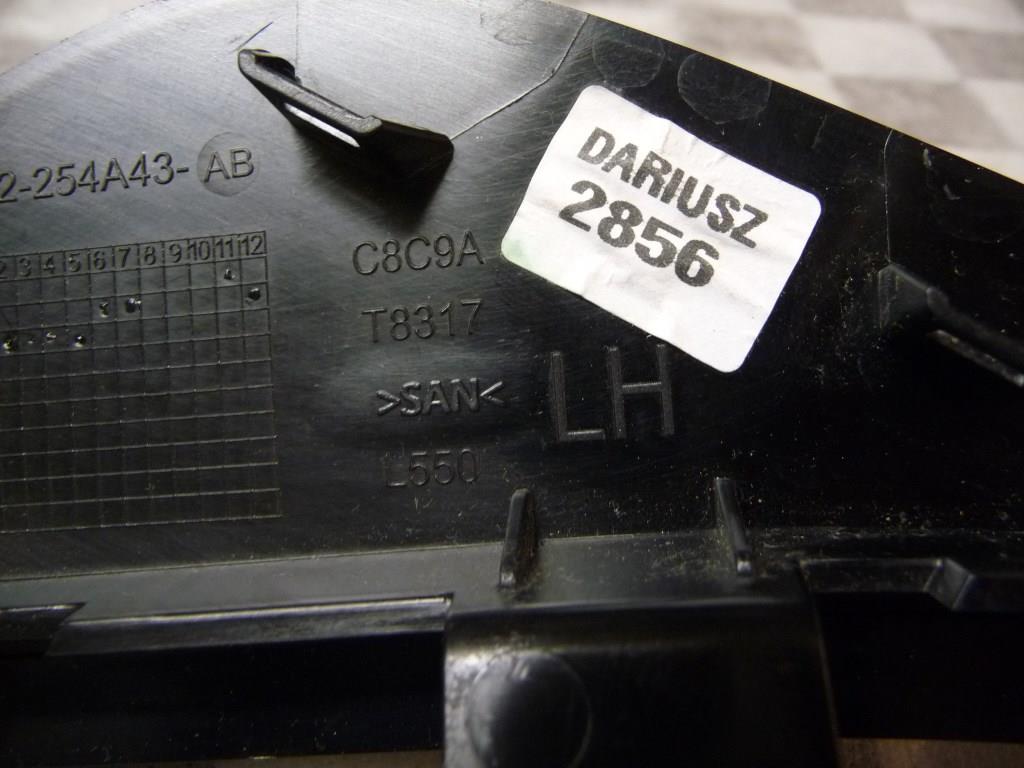 2-254A43-AB
2 3 4 5 6 7 8 9 10 11 12
C8C9A
T8317
>SAN<
L550
LH
DARIUSZ
2856